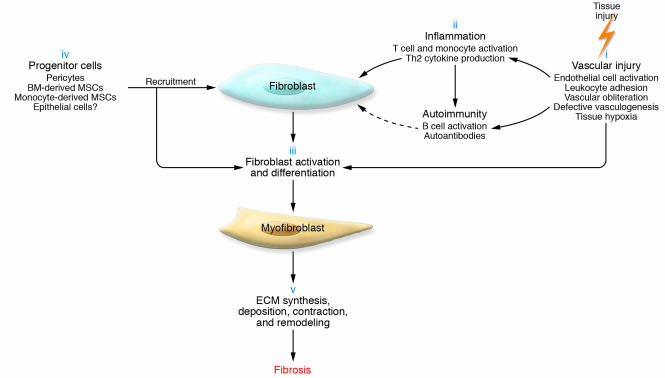 Tissue
injury
iv
Progenitor cells
Pericytes
BM-derived MSCs
Monocyte-derived MSCs
Epithelial cells?
Recruitment
Fibroblast
ii
Inflammation
T cell and monocyte activation
Th2 cytokine production
Autoimmunity
B cell activation
Autoantibodies
i
Vascular injury
Endothelial cell activation
Leukocyte adhesion
Vascular obliteration
Defective vasculogenesis
Tissue hypoxia
iii
Fibroblast activation
and differentiation
Myofibroblast
v
ECM synthesis,
deposition, contraction,
and remodeling
Fibrosis